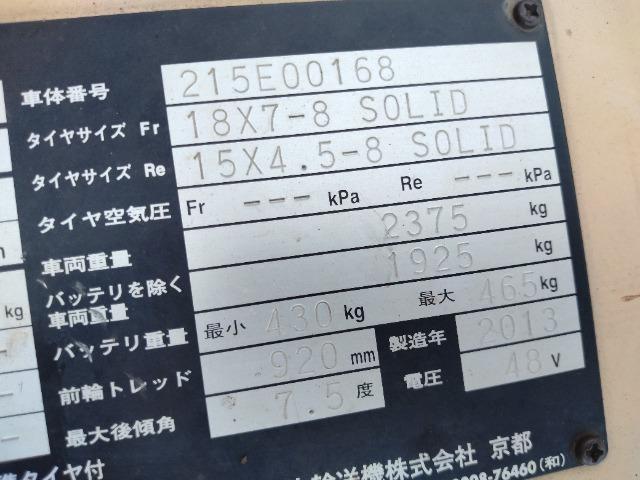 車体番号 215E00168
タイヤサイズ Fr 18X7-8 SOLID
タイヤサイズ Re 15X4.5-8 SOLID
タイヤ空気圧 Fr --- kPa Re --- kPa
車両重量 2375 kg
バッテリを除く車両重量 1925 kg
バッテリ重量 最小 430 kg 最大 465 kg
前輪トレッド 920 mm 製造年 2013
最大後傾角 7.5 度 電圧 48 V
kg
タイヤ付
輸送機株式会社 京都
-76460 (和)